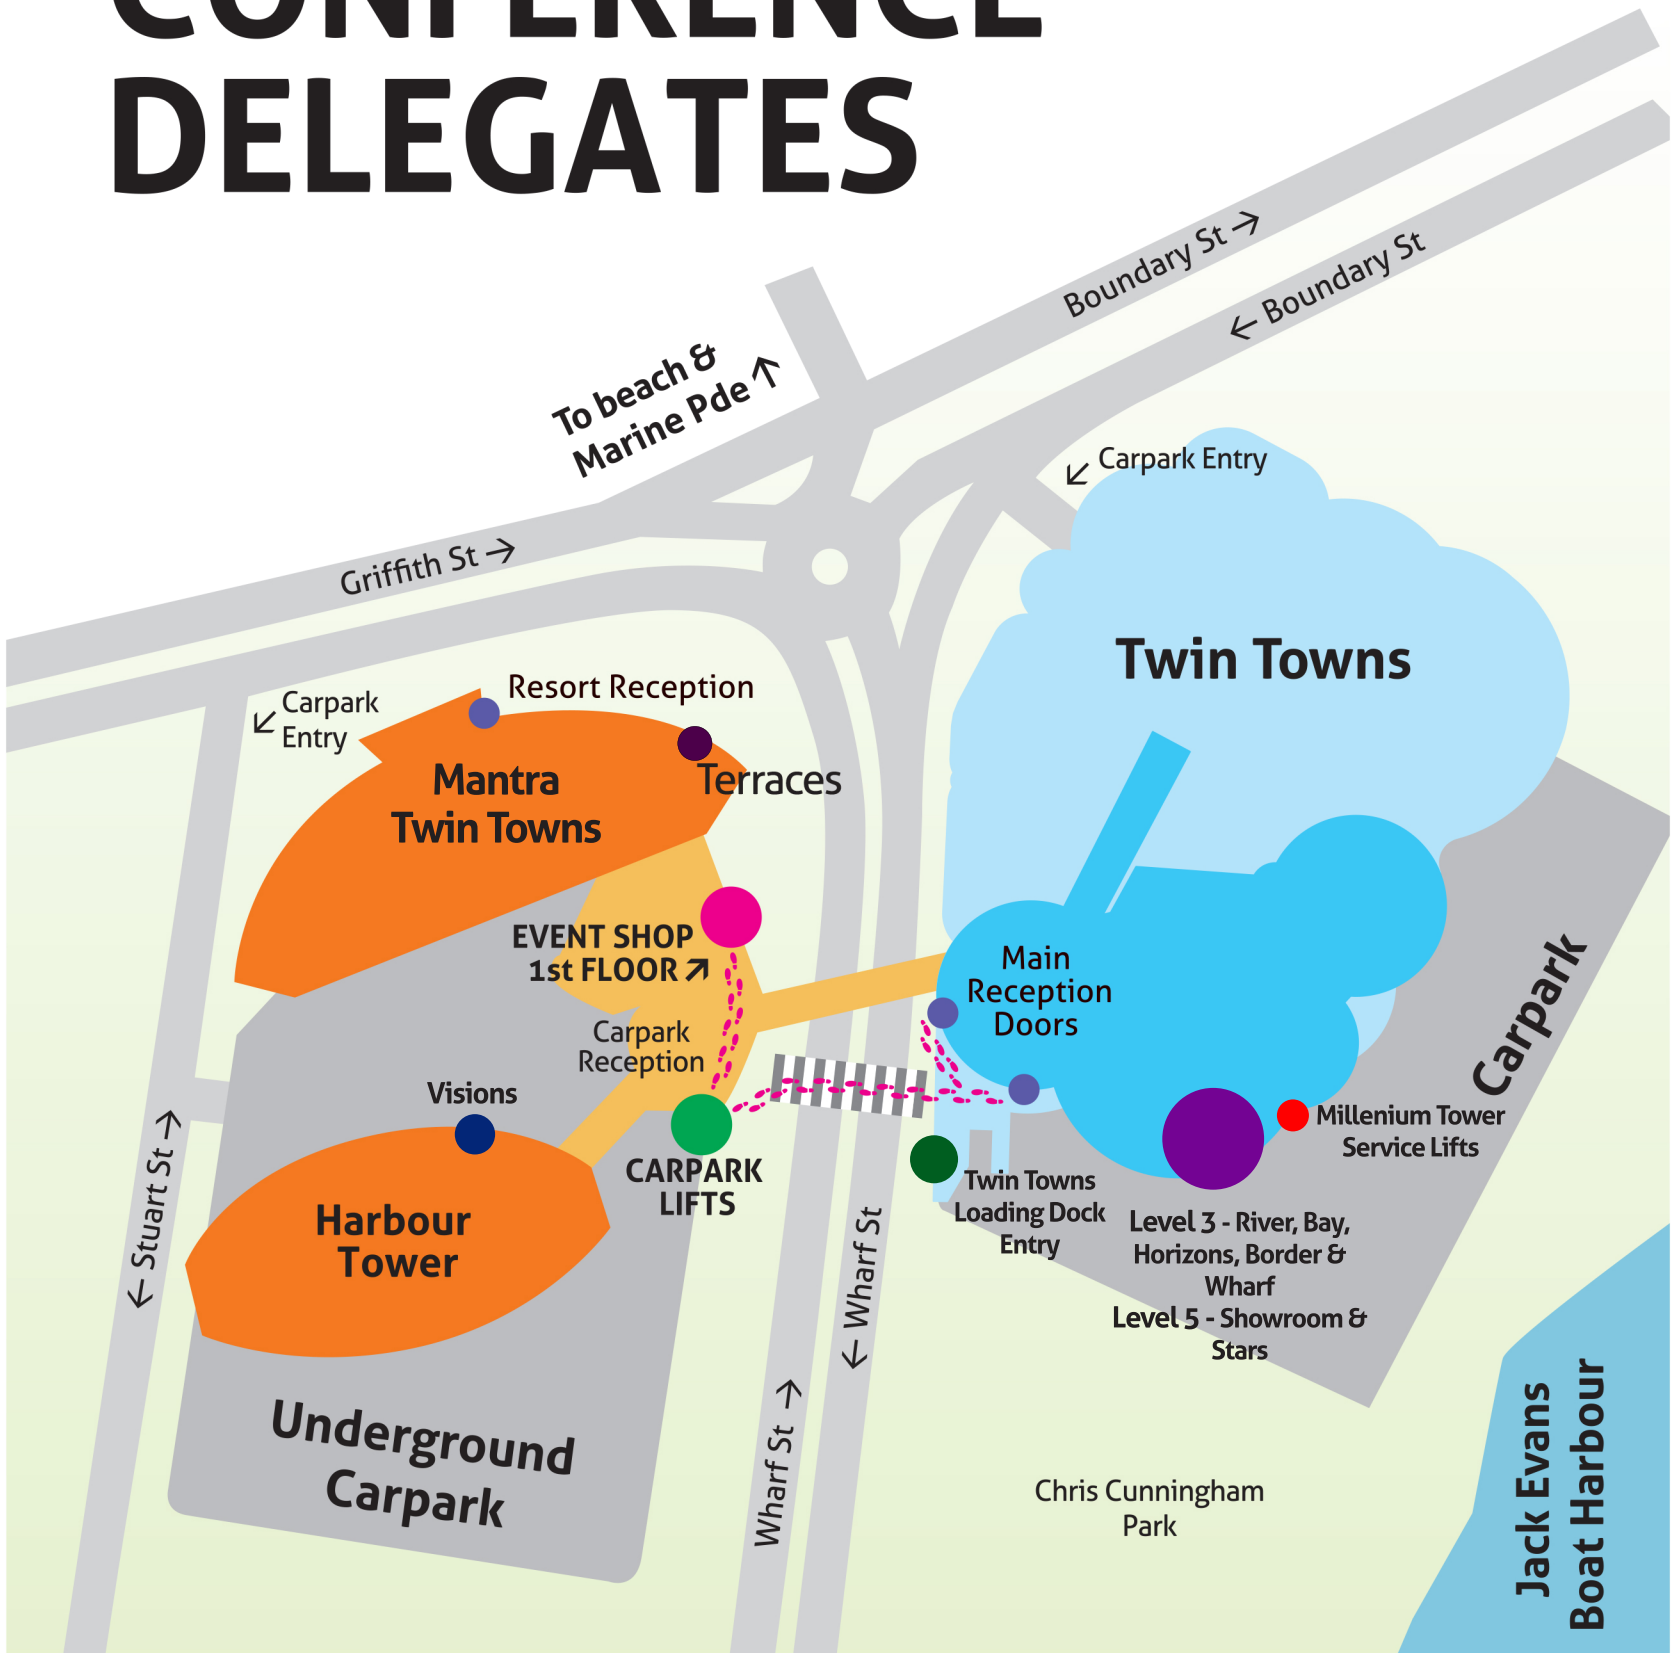 CONFERENCE
DELEGATES
Boundary St →
← Boundary St
To beach &
Marine Pde ↑
↙ Carpark Entry
Griffith St →
Twin Towns
Resort Reception
↙ Carpark
Entry
Terraces
Mantra
Twin Towns
EVENT SHOP
1st FLOOR ↗
Main
Reception
Doors
Carpark
Reception
Carpark
Visions
Millenium Tower
Service Lifts
CARPARK
LIFTS
Twin Towns
Loading Dock
Entry
Level 3 - River, Bay,
Horizons, Border &
Wharf
Level 5 - Showroom &
Stars
← Stuart St →
Harbour
Tower
← Wharf St
Wharf St →
Underground
Carpark
Chris Cunningham
Park
Jack Evans
Boat Harbour